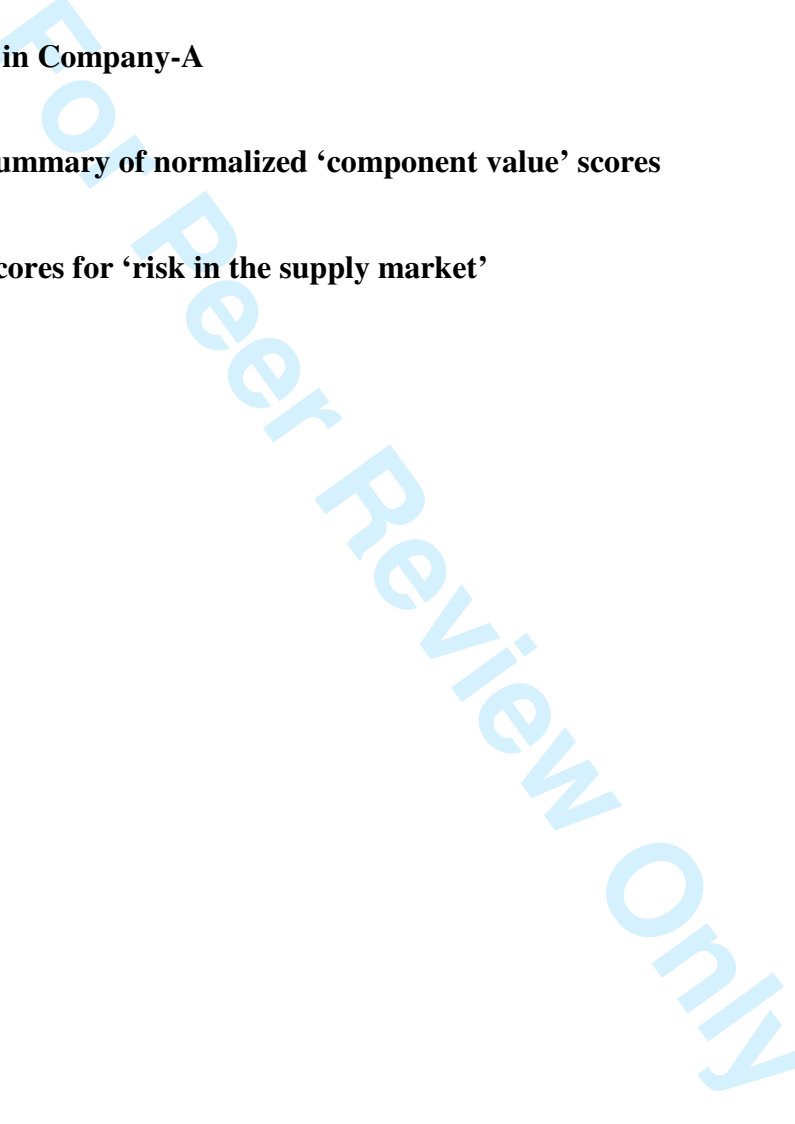 in Company-A
ummary of normalized ‘component value’ scores
cores for ‘risk in the supply market’
For Peer Review Only